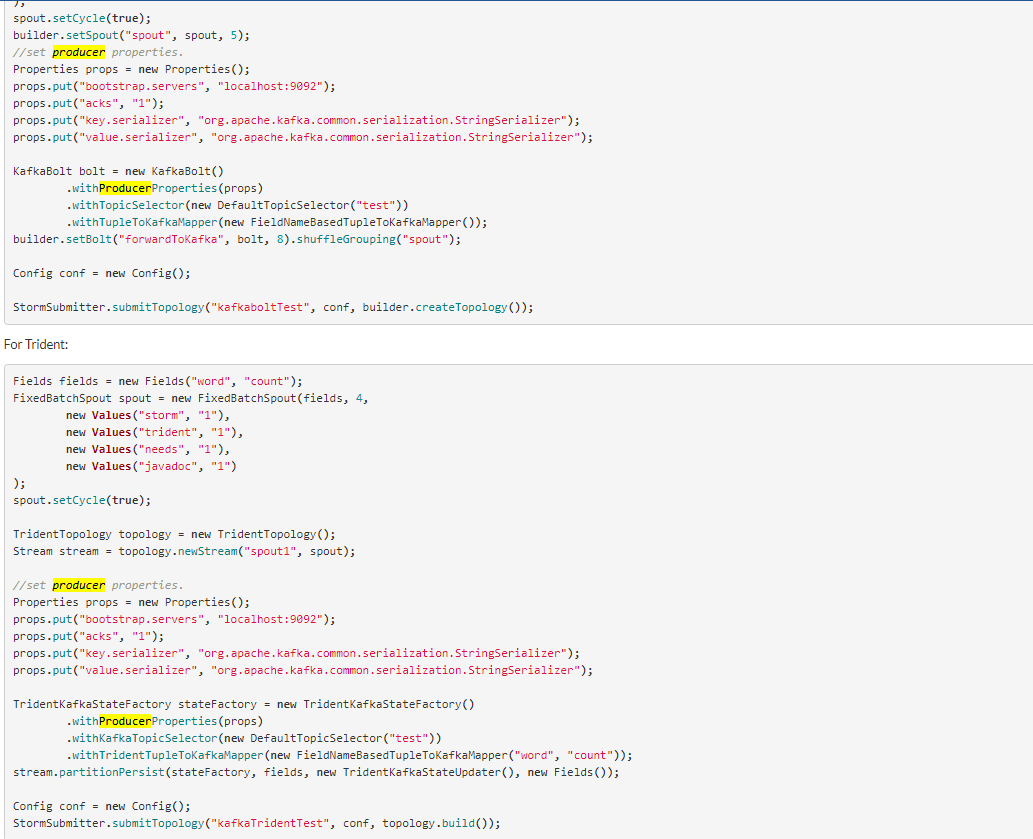 );
spout.setCycle(true);
builder.setSpout("spout", spout, 5);
//set producer properties.
Properties props = new Properties();
props.put("bootstrap.servers", "localhost:9092");
props.put("acks", "1");
props.put("key.serializer", "org.apache.kafka.common.serialization.StringSerializer");
props.put("value.serializer", "org.apache.kafka.common.serialization.StringSerializer");

KafkaBolt bolt = new KafkaBolt()
        .withProducerProperties(props)
        .withTopicSelector(new DefaultTopicSelector("test"))
        .withTupleToKafkaMapper(new FieldNameBasedTupleToKafkaMapper());
builder.setBolt("forwardToKafka", bolt, 8).shuffleGrouping("spout");

Config conf = new Config();

StormSubmitter.submitTopology("kafkaboltTest", conf, builder.createTopology());

For Trident:

Fields fields = new Fields("word", "count");
FixedBatchSpout spout = new FixedBatchSpout(fields, 4,
        new Values("storm", "1"),
        new Values("trident", "1"),
        new Values("needs", "1"),
        new Values("javadoc", "1")
);
spout.setCycle(true);

TridentTopology topology = new TridentTopology();
Stream stream = topology.newStream("spout1", spout);

//set producer properties.
Properties props = new Properties();
props.put("bootstrap.servers", "localhost:9092");
props.put("acks", "1");
props.put("key.serializer", "org.apache.kafka.common.serialization.StringSerializer");
props.put("value.serializer", "org.apache.kafka.common.serialization.StringSerializer");

TridentKafkaStateFactory stateFactory = new TridentKafkaStateFactory()
        .withProducerProperties(props)
        .withKafkaTopicSelector(new DefaultTopicSelector("test"))
        .withTridentTupleToKafkaMapper(new FieldNameBasedTupleToKafkaMapper("word", "count"));
stream.partitionPersist(stateFactory, fields, new TridentKafkaStateUpdater(), new Fields());

Config conf = new Config();
StormSubmitter.submitTopology("kafkaTridentTest", conf, topology.build());